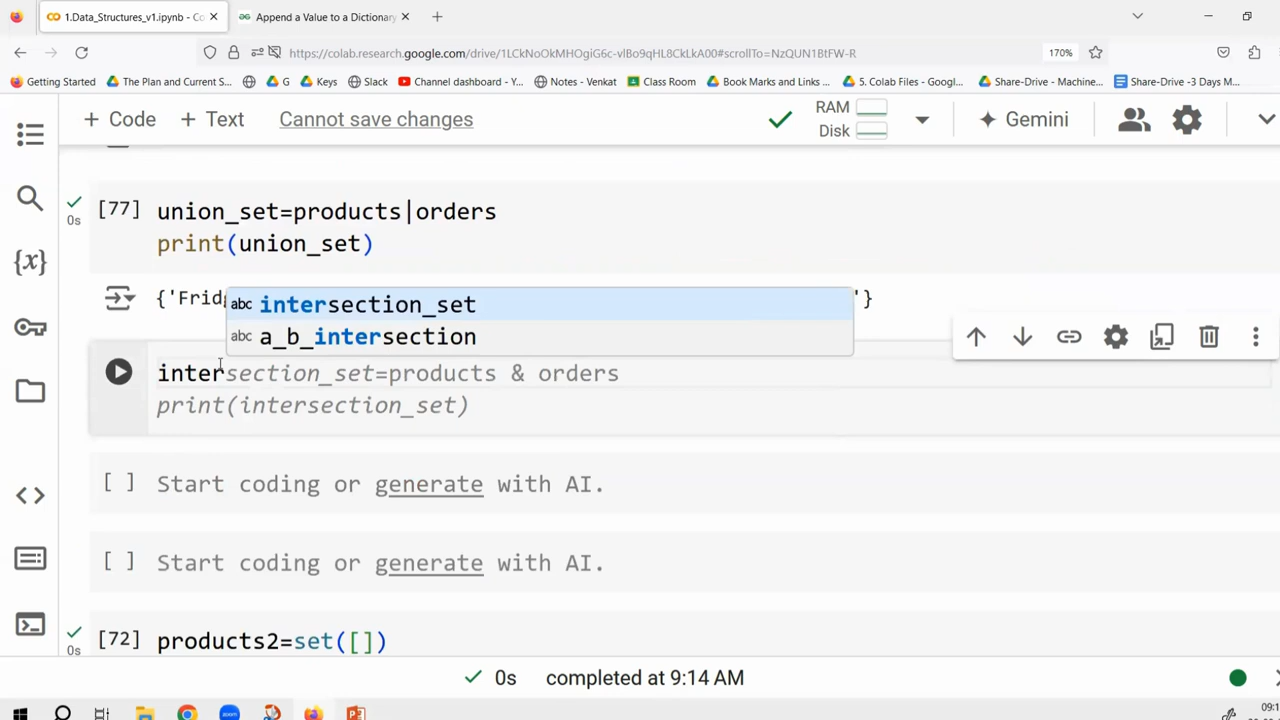 1.Data_Structures_v1.ipynb - Co
Append a Value to a Dictionary
https://colab.research.google.com/drive/1LCkNoOkMHOgiG6c-vlBo9qHL8CkLkA00#scrollTo=NzQUN1BtfW-R
170%
Getting Started
The Plan and Current S...
G
Keys
Slack
Channel dashboard - Y...
Notes - Venkat
Class Room
Book Marks and Links ...
5. Colab Files - Googl...
Share-Drive - Machine...
Share-Drive -3 Days M...
+ Code
+ Text
Cannot save changes
RAM
Disk
Gemini
[77]
0s
union_set=products|orders
print(union_set)
{'Fridg
'}
abc intersection_set
abc a_b_intersection
intersection_set=products & orders
print(intersection_set)
[ ] Start coding or generate with AI.
[ ] Start coding or generate with AI.
[72] products2=set([])
0s
0s completed at 9:14 AM
zoom